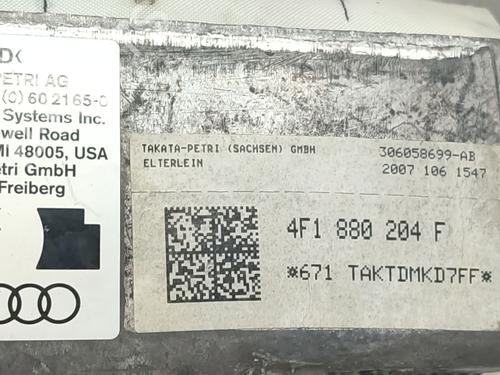 PETRI AG
(0) 60 21 65-0
Systems Inc.
well Road
MI 48005, USA
tri GmbH
Freiberg
TAKATA-PETRI (SACHSEN) GMBH
ELTERLEIN
306058699-AB
2007 106 1547
4F1 880 204 F
*671 TAKTDMKD7FF*